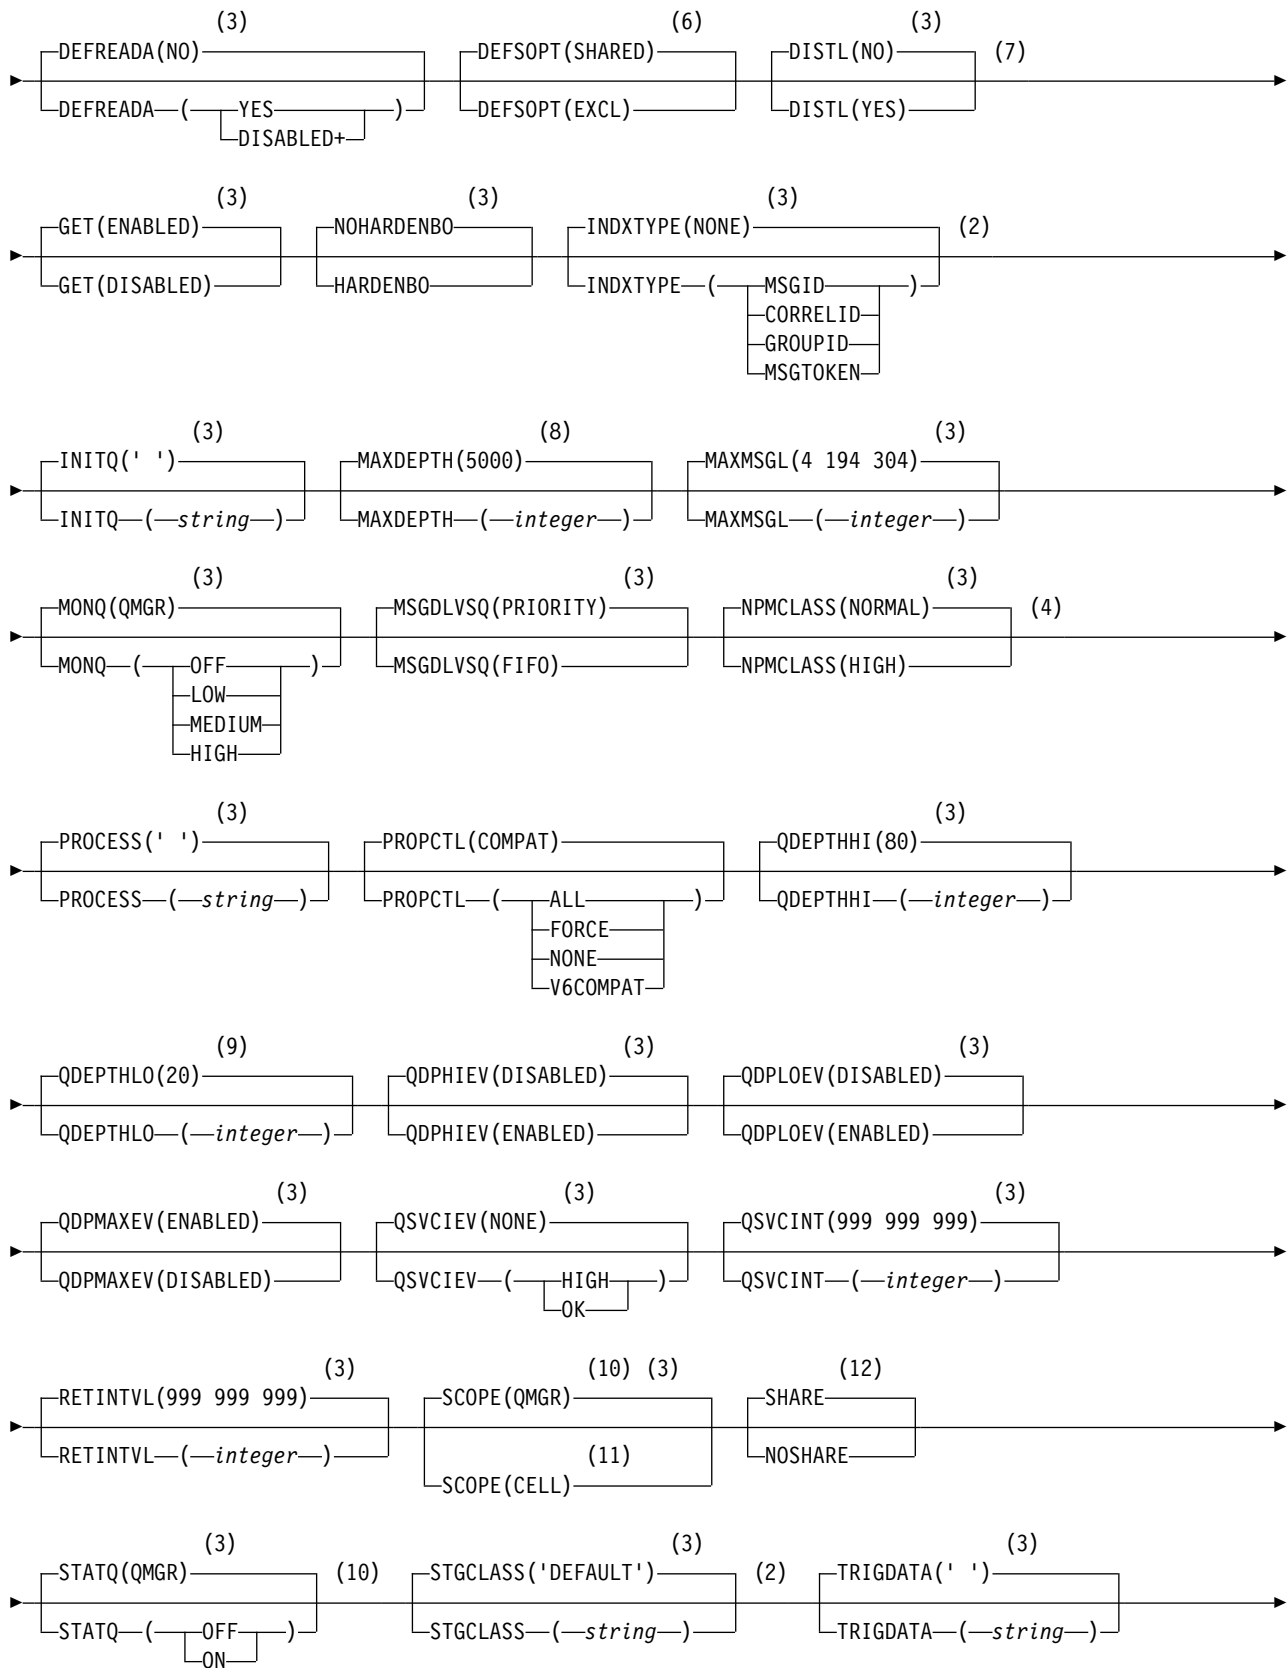 (3) (6) (3)
DEFREADA(NO) DEFSOPT(SHARED) DISTL(NO) (7)
DEFREADA ( YES ) DEFSOPT(EXCL) DISTL(YES)
DISABLED+
(3) (3) (3)
GET(ENABLED) NOHARDENBO INDXTYPE(NONE) (2)
GET(DISABLED) HARDENBO INDXTYPE ( MSGID )
CORRELID
GROUPID
MSGTOKEN
(3) (8) (3)
INITQ(' ') MAXDEPTH(5000) MAXMSGL(4 194 304)
INITQ ( string ) MAXDEPTH ( integer ) MAXMSGL ( integer )
(3) (3) (3)
MONQ(QMGR) MSGDLVSQ(PRIORITY) NPMCLASS(NORMAL) (4)
MONQ ( OFF ) MSGDLVSQ(FIFO) NPMCLASS(HIGH)
LOW
MEDIUM
HIGH
(3) (3)
PROCESS(' ') PROPCTL(COMPAT) QDEPTHHI(80)
PROCESS ( string ) PROPCTL ( ALL ) QDEPTHHI ( integer )
FORCE
NONE
V6COMPAT
(9) (3) (3)
QDEPTHLO(20) QDPHIEV(DISABLED) QDPLOEV(DISABLED)
QDEPTHLO ( integer ) QDPHIEV(ENABLED) QDPLOEV(ENABLED)
(3) (3) (3)
QDPMAXEV(ENABLED) QSVCIEV(NONE) QSVCINT(999 999 999)
QDPMAXEV(DISABLED) QSVCIEV ( HIGH ) QSVCINT ( integer )
OK
(3) (10) (3) (12)
RETINTVL(999 999 999) SCOPE(QMGR) SHARE
RETINTVL ( integer ) (11) NOSHARE
SCOPE(CELL)
(3) (3) (3)
STATQ(QMGR) (10) STGCLASS('DEFAULT') (2) TRIGDATA(' ')
STATQ ( OFF ) STGCLASS ( string ) TRIGDATA ( string )
ON